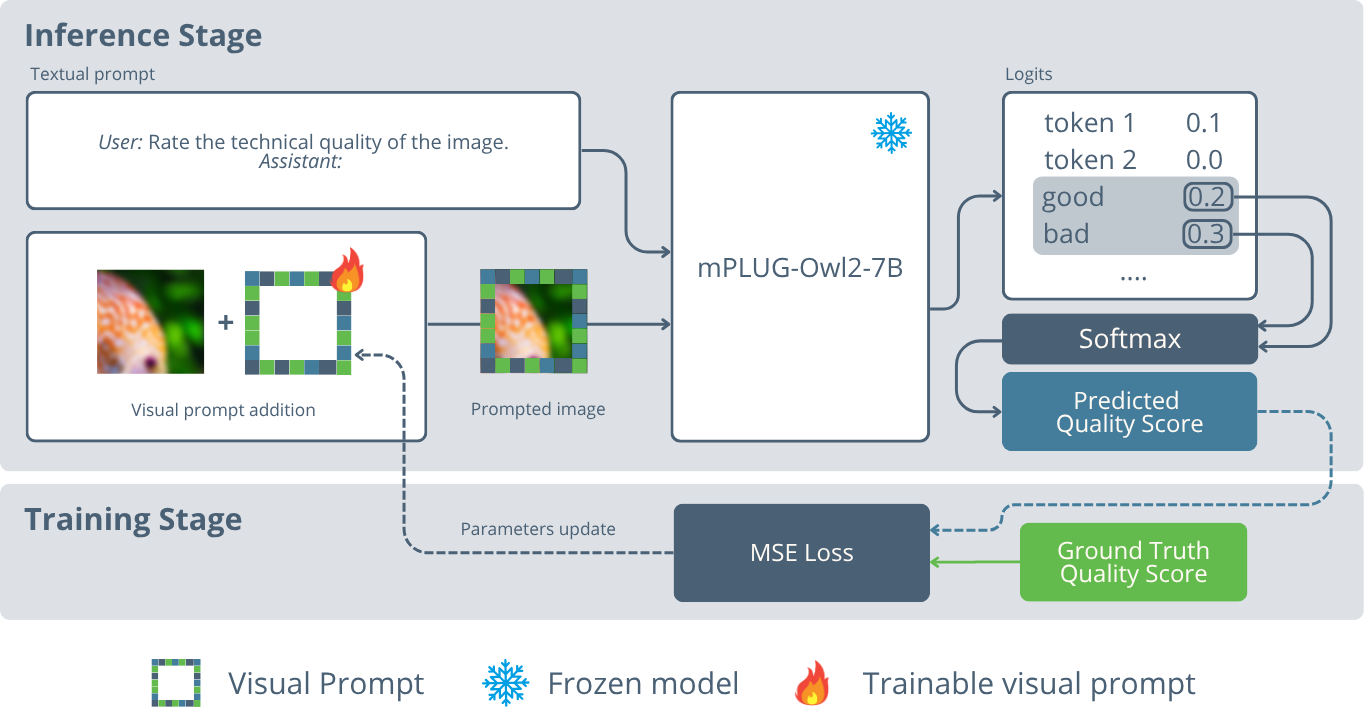 Inference Stage
Textual prompt
User: Rate the technical quality of the image.
Assistant:
Visual prompt addition
+
Prompted image
mPLUG-Owl2-7B
Logits
token 1 0.1
token 2 0.0
good 0.2
bad 0.3
....
Softmax
Predicted
Quality Score
Training Stage
Parameters update
MSE Loss
Ground Truth
Quality Score
Visual Prompt
Frozen model
Trainable visual prompt